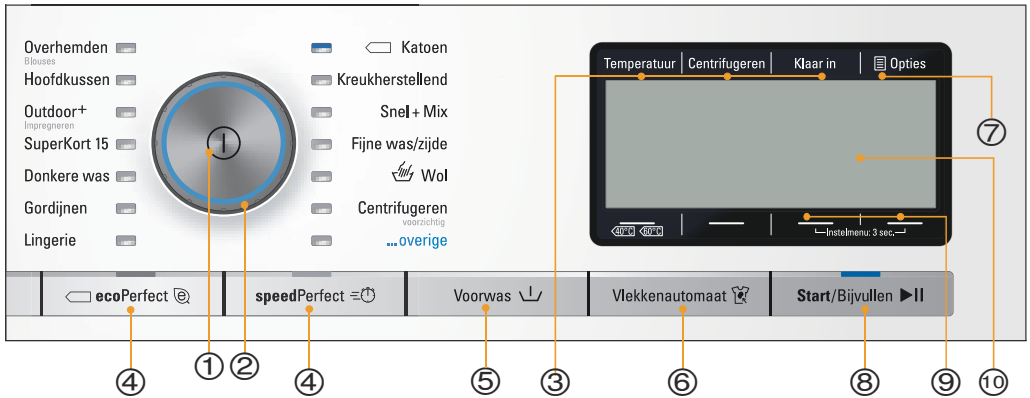 Overhemden
Blouses
Hoofdkussen
Outdoor+
Impregneren
SuperKort 15
Donkere was
Gordijnen
Lingerie
Katoen
Kreukherstellend
Snel + Mix
Fijne was/zijde
Wol
Centrifugeren
voorzichtig
...overige
Temperatuur
Centrifugeren
Klaar in
Opties
40°C 60°C
Instelmenu: 3 sec.
ecoPerfect e
speedPerfect
Voorwas
Vlekkenautomaat
Start/Bijvullen
① ② ③ ④ ④ ⑤ ⑥ ⑦ ⑧ ⑨ ⑩